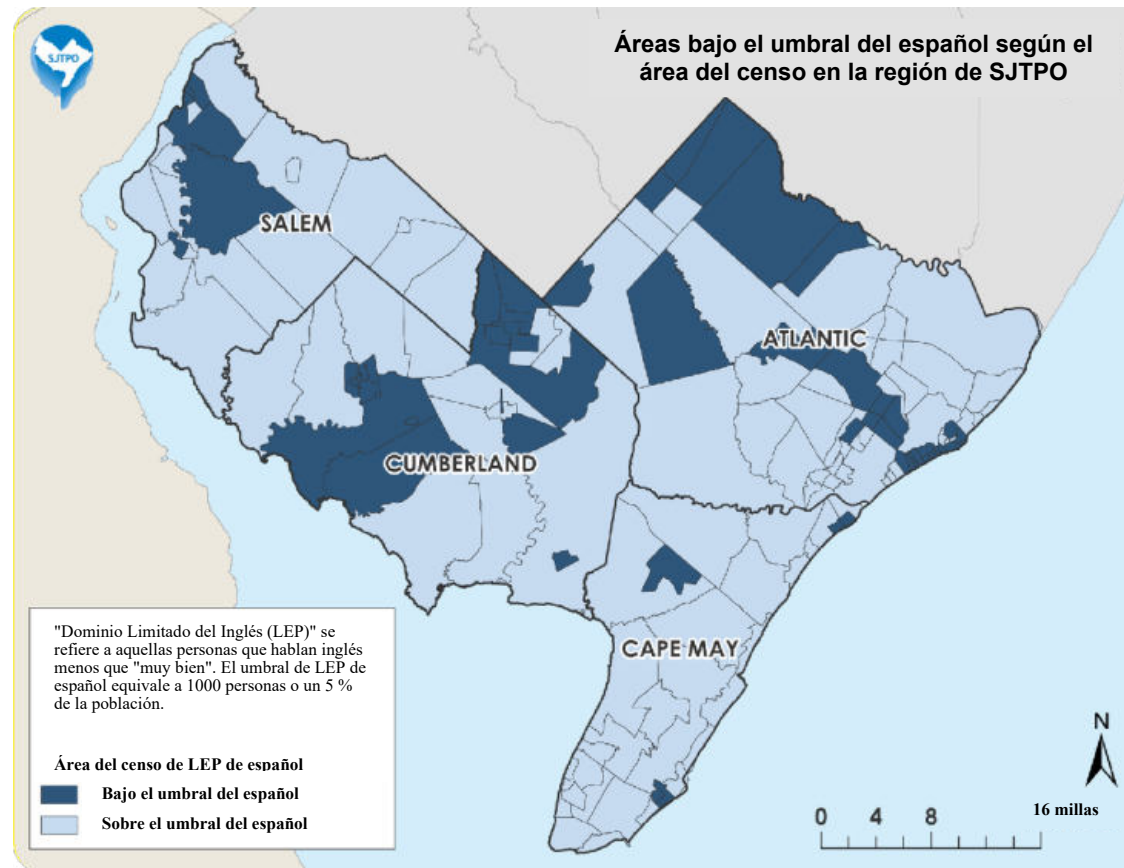 SJTPO
Áreas bajo el umbral del español según el
área del censo en la región de SJTPO
SALEM
ATLANTIC
CUMBERLAND
CAPE MAY
"Dominio Limitado del Inglés (LEP)" se
refiere a aquellas personas que hablan inglés
menos que "muy bien". El umbral de LEP de
español equivale a 1000 personas o un 5 %
de la población.
Área del censo de LEP de español
Bajo el umbral del español
Sobre el umbral del español
N
0 4 8 16 millas